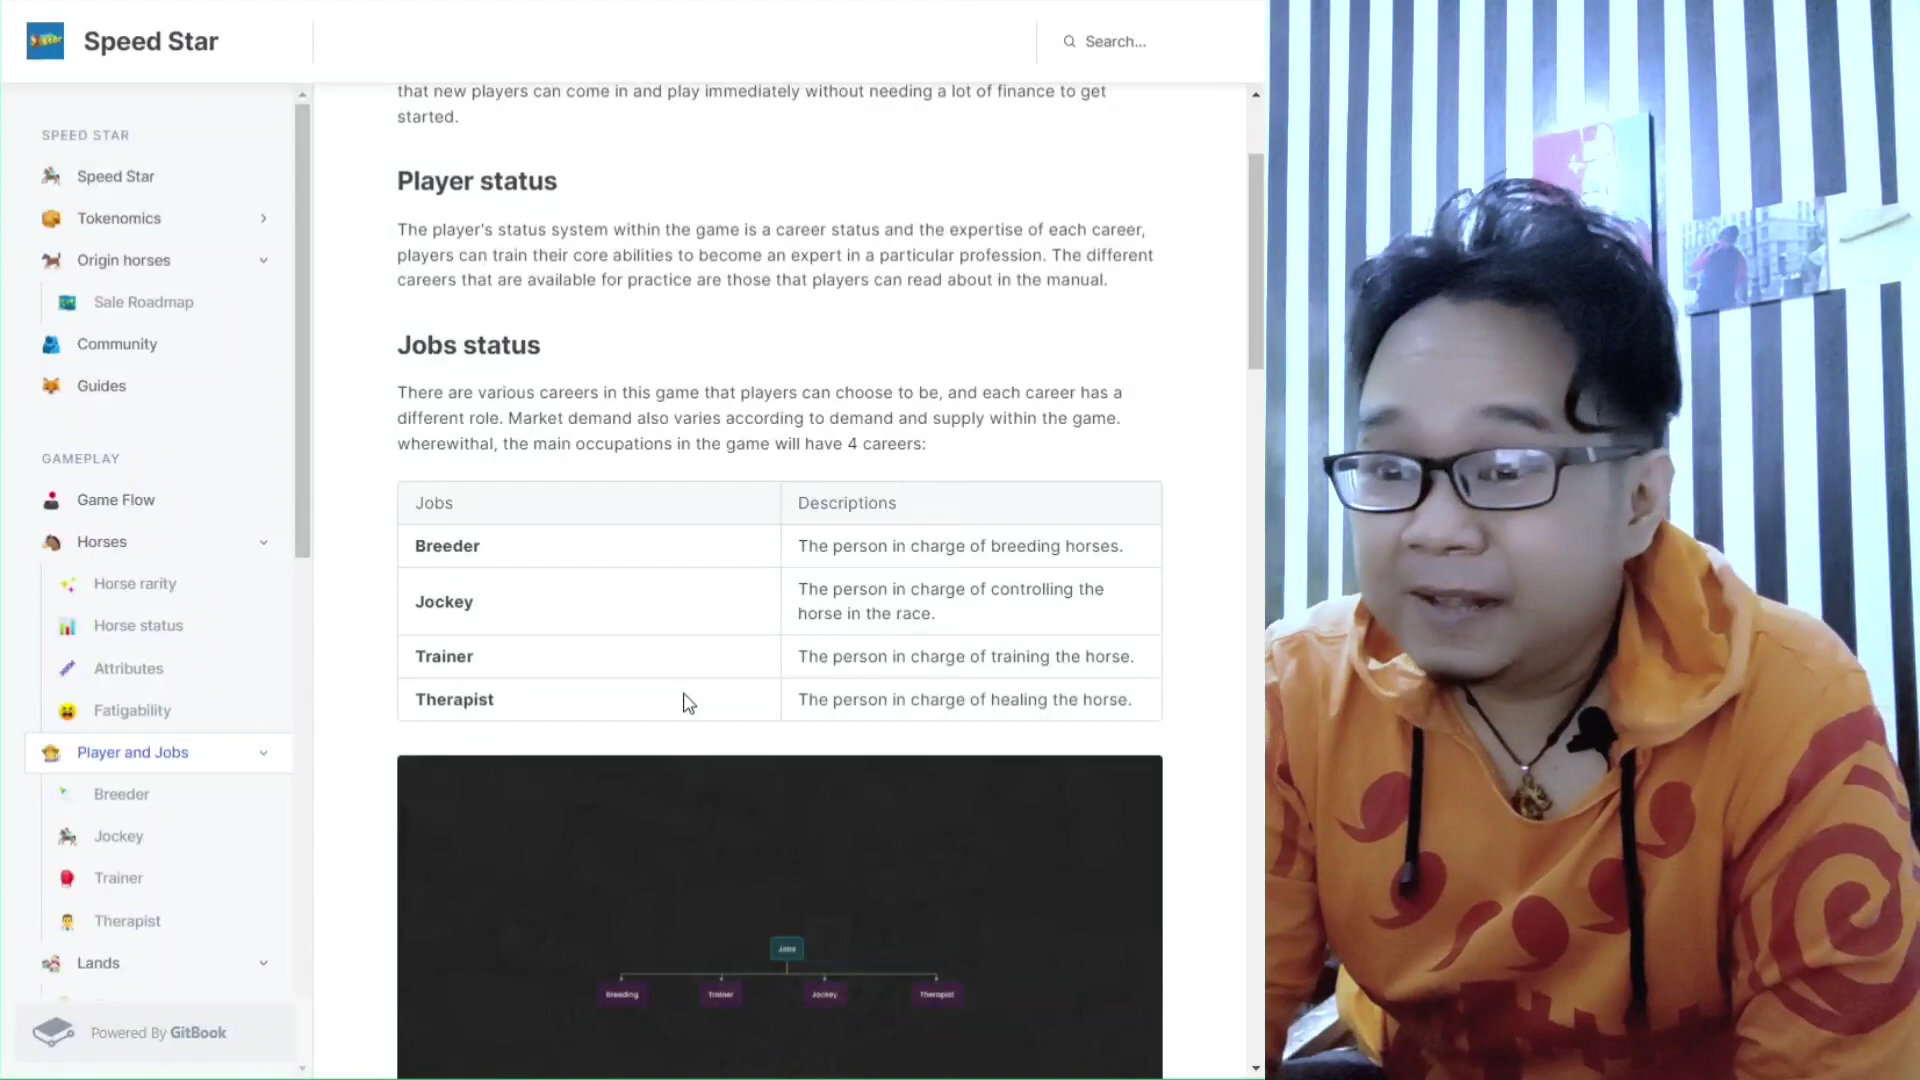 Speed Star
Search...
SPEED STAR
Speed Star
Tokenomics
Origin horses
Sale Roadmap
Community
Guides
GAMEPLAY
Game Flow
Horses
Horse rarity
Horse status
Attributes
Fatigability
Player and Jobs
Breeder
Jockey
Trainer
Therapist
Lands
Powered By GitBook
that new players can come in and play immediately without needing a lot of finance to get
started.
Player status
The player's status system within the game is a career status and the expertise of each career,
players can train their core abilities to become an expert in a particular profession. The different
careers that are available for practice are those that players can read about in the manual.
Jobs status
There are various careers in this game that players can choose to be, and each career has a
different role. Market demand also varies according to demand and supply within the game.
wherewithal, the main occupations in the game will have 4 careers:
Jobs Descriptions
Breeder The person in charge of breeding horses.
Jockey The person in charge of controlling the
horse in the race.
Trainer The person in charge of training the horse.
Therapist The person in charge of healing the horse.
Jobs
Breeding Trainer Jockey Therapist